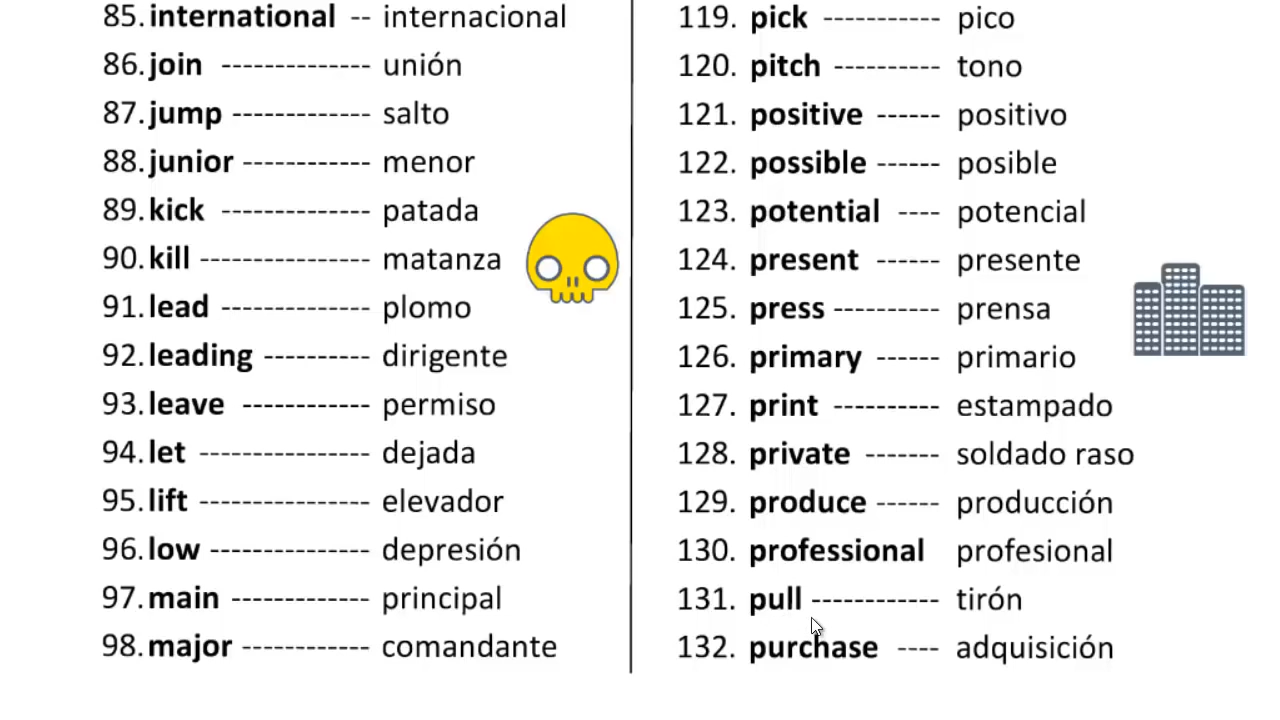 85. international -- internacional
86. join ------------- unión
87. jump ------------ salto
88. junior ----------- menor
89. kick ------------- patada
90. kill --------------- matanza
91. lead ------------- plomo
92. leading --------- dirigente
93. leave ----------- permiso
94. let --------------- dejada
95. lift --------------- elevador
96. low -------------- depresión
97. main ------------ principal
98. major ----------- comandante
119. pick ----------- pico
120. pitch ---------- tono
121. positive ------ positivo
122. possible ------ posible
123. potential ---- potencial
124. present ------ presente
125. press ---------- prensa
126. primary ------ primario
127. print ---------- estampado
128. private ------- soldado raso
129. produce ------ producción
130. professional profesional
131. pull ------------ tirón
132. purchase ---- adquisición